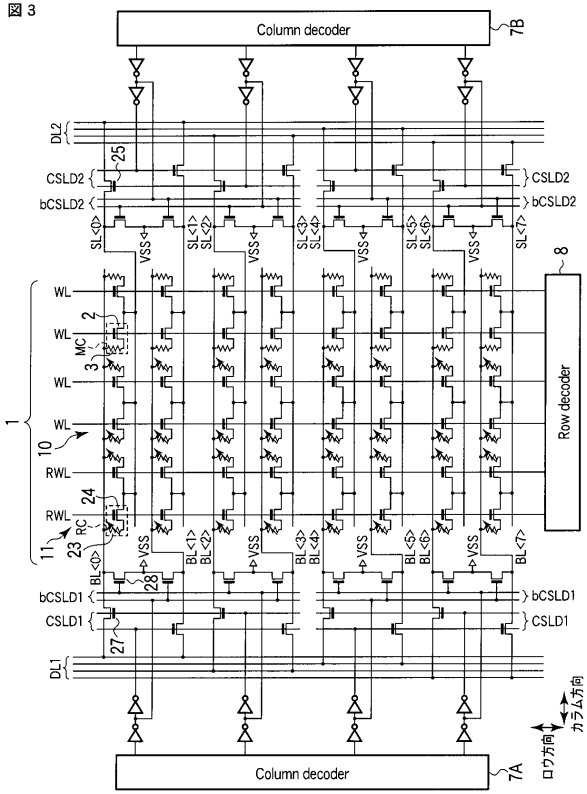 図3
Column decoder
7B
DL2
25
CSLD2
CSLD2
bCSLD2
bCSLD2
SL<0>
VSS
SL<1>
SL<2>
VSS
SL<3>
SL<4>
VSS
SL<5>
SL<6>
VSS
SL<7>
1
WL
2
WL
MC
3
WL
WL
10
RWL
24
RWL
RC
11
23
8
Row decoder
BL<0>
VSS
BL<1>
BL<2>
VSS
BL<3>
BL<4>
VSS
BL<5>
BL<6>
VSS
BL<7>
28
bCSLD1
bCSLD1
CSLD1
CSLD1
27
DL1
Column decoder
7A
ロウ方向
カラム方向